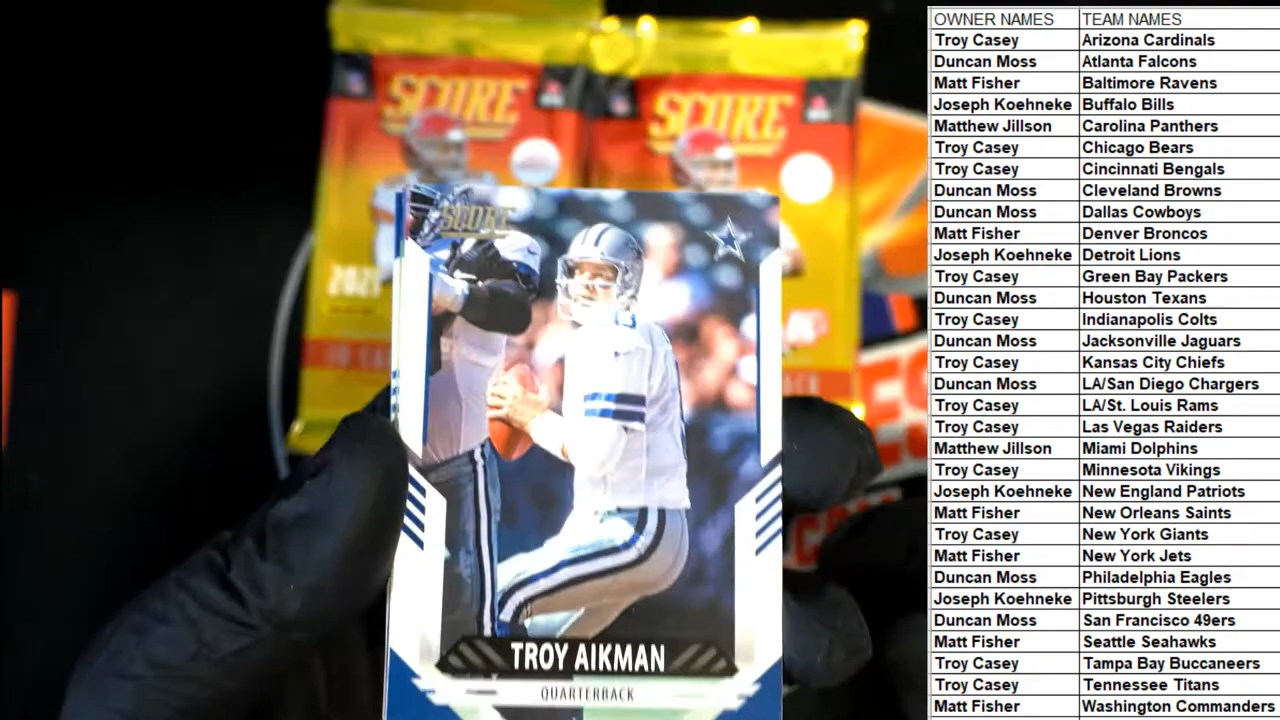 SCORE
SCORE
2021
SCORE
TROY AIKMAN
QUARTERBACK
OWNER NAMES TEAM NAMES
Troy Casey Arizona Cardinals
Duncan Moss Atlanta Falcons
Matt Fisher Baltimore Ravens
Joseph Koehneke Buffalo Bills
Matthew Jillson Carolina Panthers
Troy Casey Chicago Bears
Troy Casey Cincinnati Bengals
Duncan Moss Cleveland Browns
Duncan Moss Dallas Cowboys
Matt Fisher Denver Broncos
Joseph Koehneke Detroit Lions
Troy Casey Green Bay Packers
Duncan Moss Houston Texans
Troy Casey Indianapolis Colts
Duncan Moss Jacksonville Jaguars
Troy Casey Kansas City Chiefs
Duncan Moss LA/San Diego Chargers
Troy Casey LA/St. Louis Rams
Troy Casey Las Vegas Raiders
Matthew Jillson Miami Dolphins
Troy Casey Minnesota Vikings
Joseph Koehneke New England Patriots
Matt Fisher New Orleans Saints
Troy Casey New York Giants
Matt Fisher New York Jets
Duncan Moss Philadelphia Eagles
Joseph Koehneke Pittsburgh Steelers
Duncan Moss San Francisco 49ers
Matt Fisher Seattle Seahawks
Troy Casey Tampa Bay Buccaneers
Troy Casey Tennessee Titans
Matt Fisher Washington Commanders